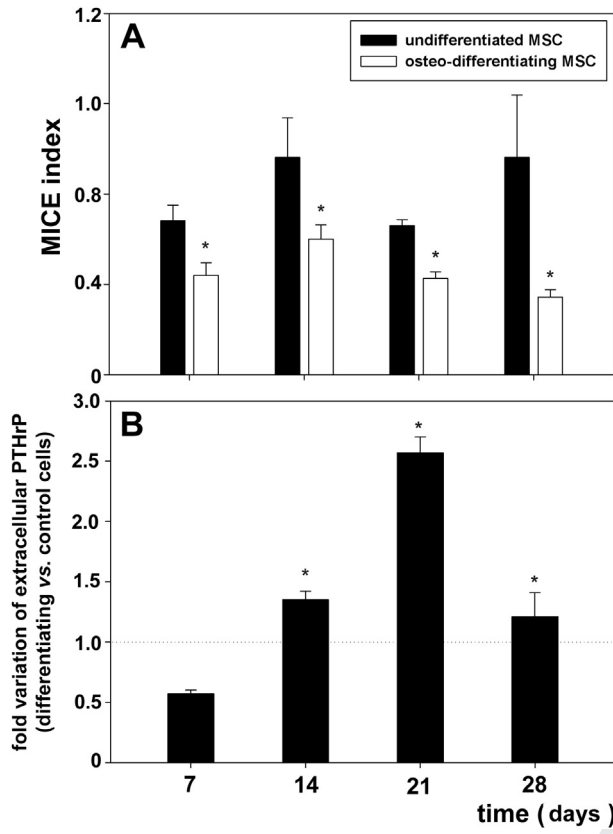 1.2
A
undifferentiated MSC
osteo-differentiating MSC
1.0
0.8
0.4
0.2
0
MICE index
*
*
*
*
3.0
B
2.5
2.0
1.5
1.0
0.5
0
fold variation of extracellular PTHrP
(differentiating vs. control cells)
*
*
*
7 14 21 28
time (days)